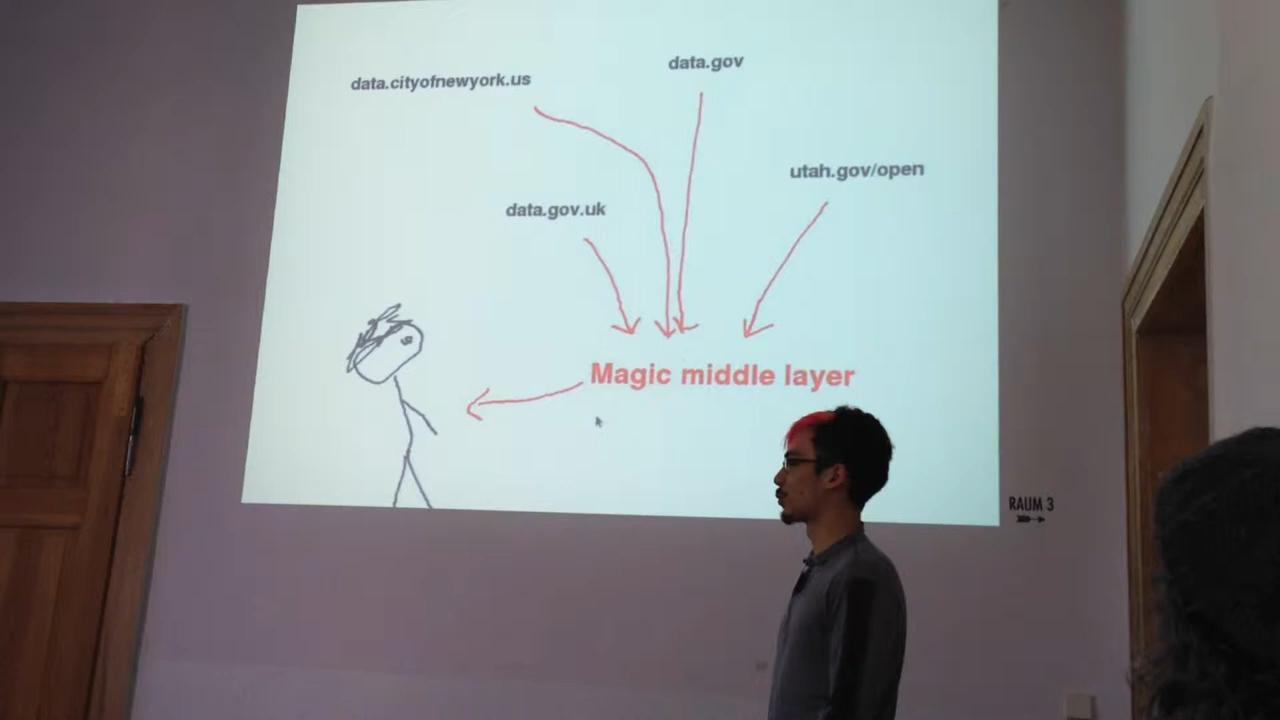 data.cityofnewyork.us
data.gov
utah.gov/open
data.gov.uk
Magic middle layer
RAUM 3